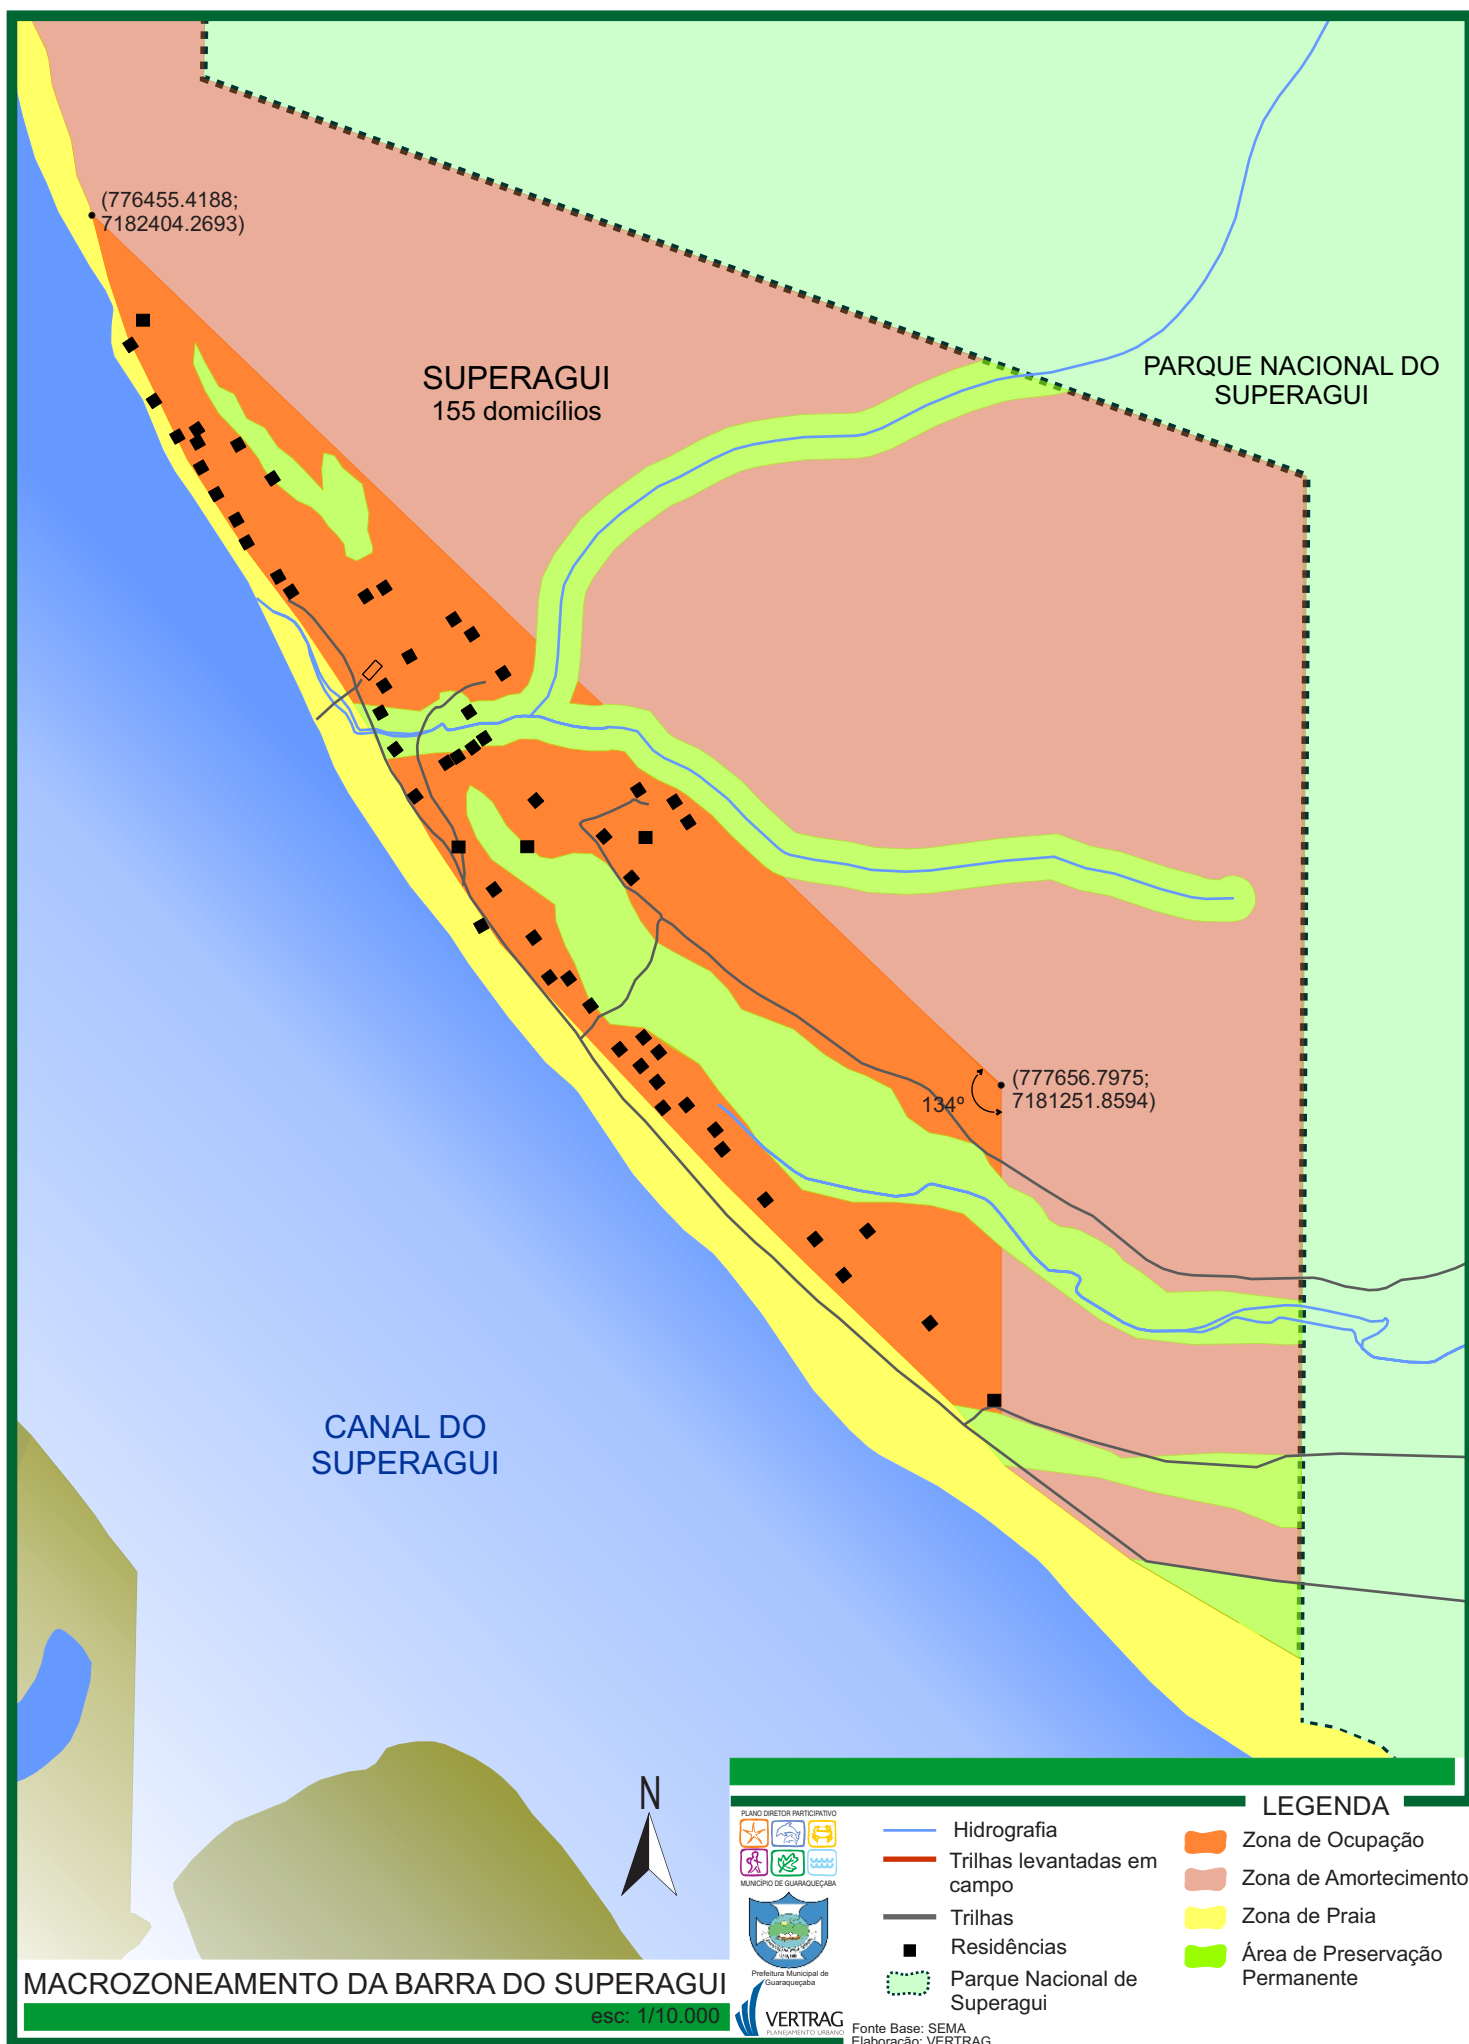 (776455.4188;
7182404.2693)
SUPERAGUI
155 domicílios
PARQUE NACIONAL DO
SUPERAGUI
(777656.7975;
7181251.8594)
134º
CANAL DO
SUPERAGUI
N
MACROZONEAMENTO DA BARRA DO SUPERAGUI
esc: 1/10.000
PLANO DIRETOR PARTICIPATIVO
MUNICÍPIO DE GUARAQUEÇABA
Prefeitura Municipal de
Guaraqueçaba
VERTRAG
PLANEJAMENTO URBANO
LEGENDA
Hidrografia
Trilhas levantadas em
campo
Trilhas
Residências
Parque Nacional de
Superagui
Zona de Ocupação
Zona de Amortecimento
Zona de Praia
Área de Preservação
Permanente
Fonte Base: SEMA
Elaboração: VERTRAG